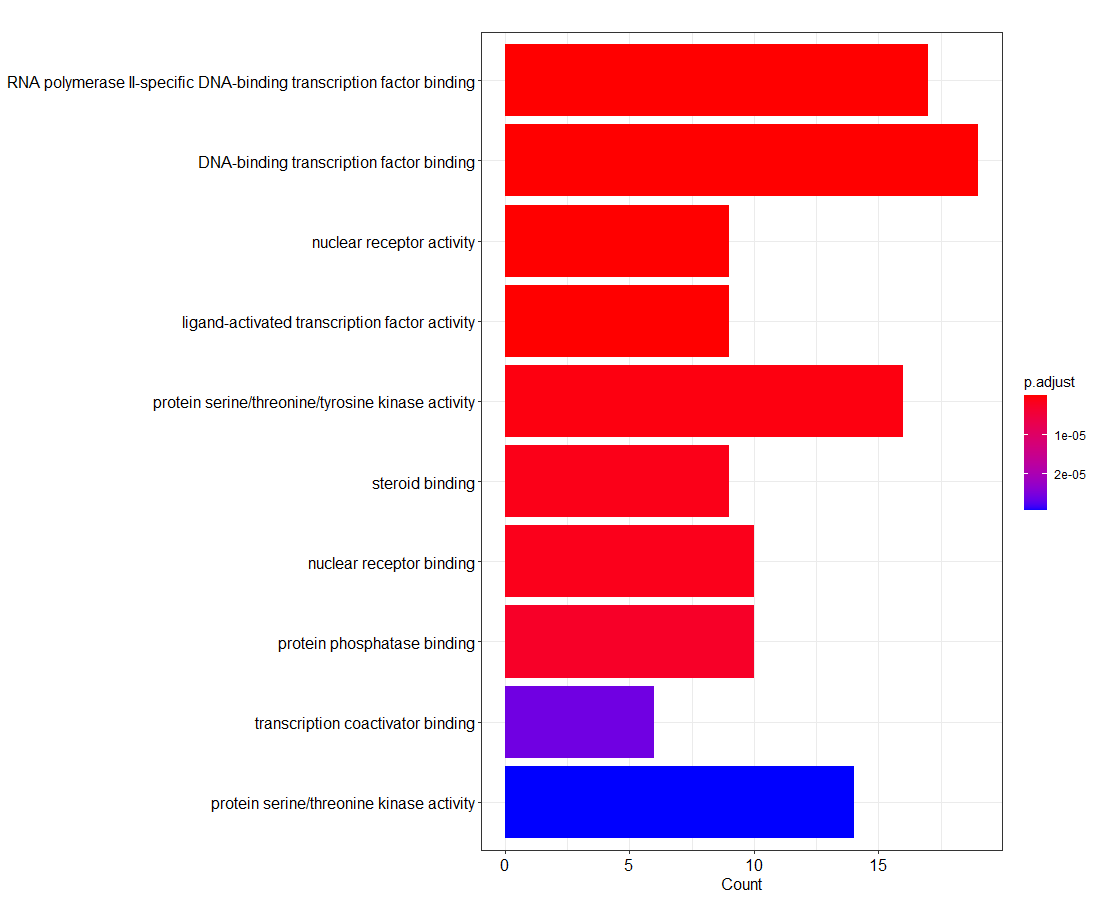 RNA polymerase II-specific DNA-binding transcription factor binding
DNA-binding transcription factor binding
nuclear receptor activity
ligand-activated transcription factor activity
protein serine/threonine/tyrosine kinase activity
steroid binding
nuclear receptor binding
protein phosphatase binding
transcription coactivator binding
protein serine/threonine kinase activity
0 5 10 15
Count
p.adjust
1e-05
2e-05